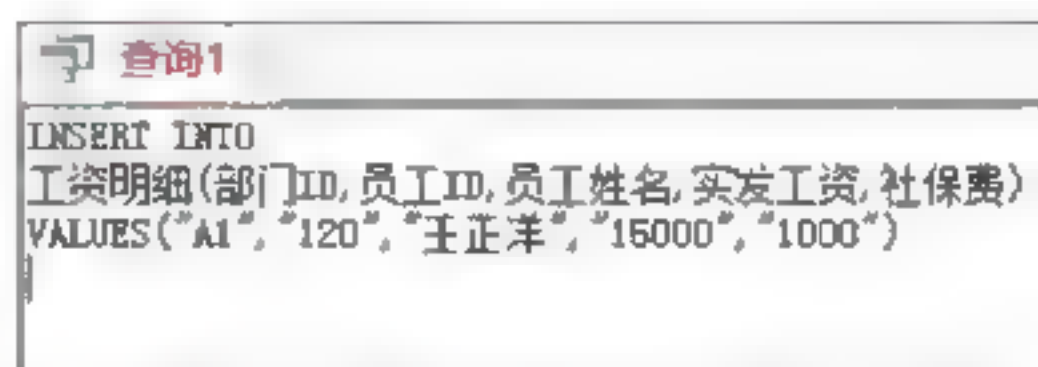 查询1
INSERT INTO
工资明细(部门ID,员工ID,员工姓名,实发工资,社保费)
VALUES("A1","120","王正洋","15000","1000")